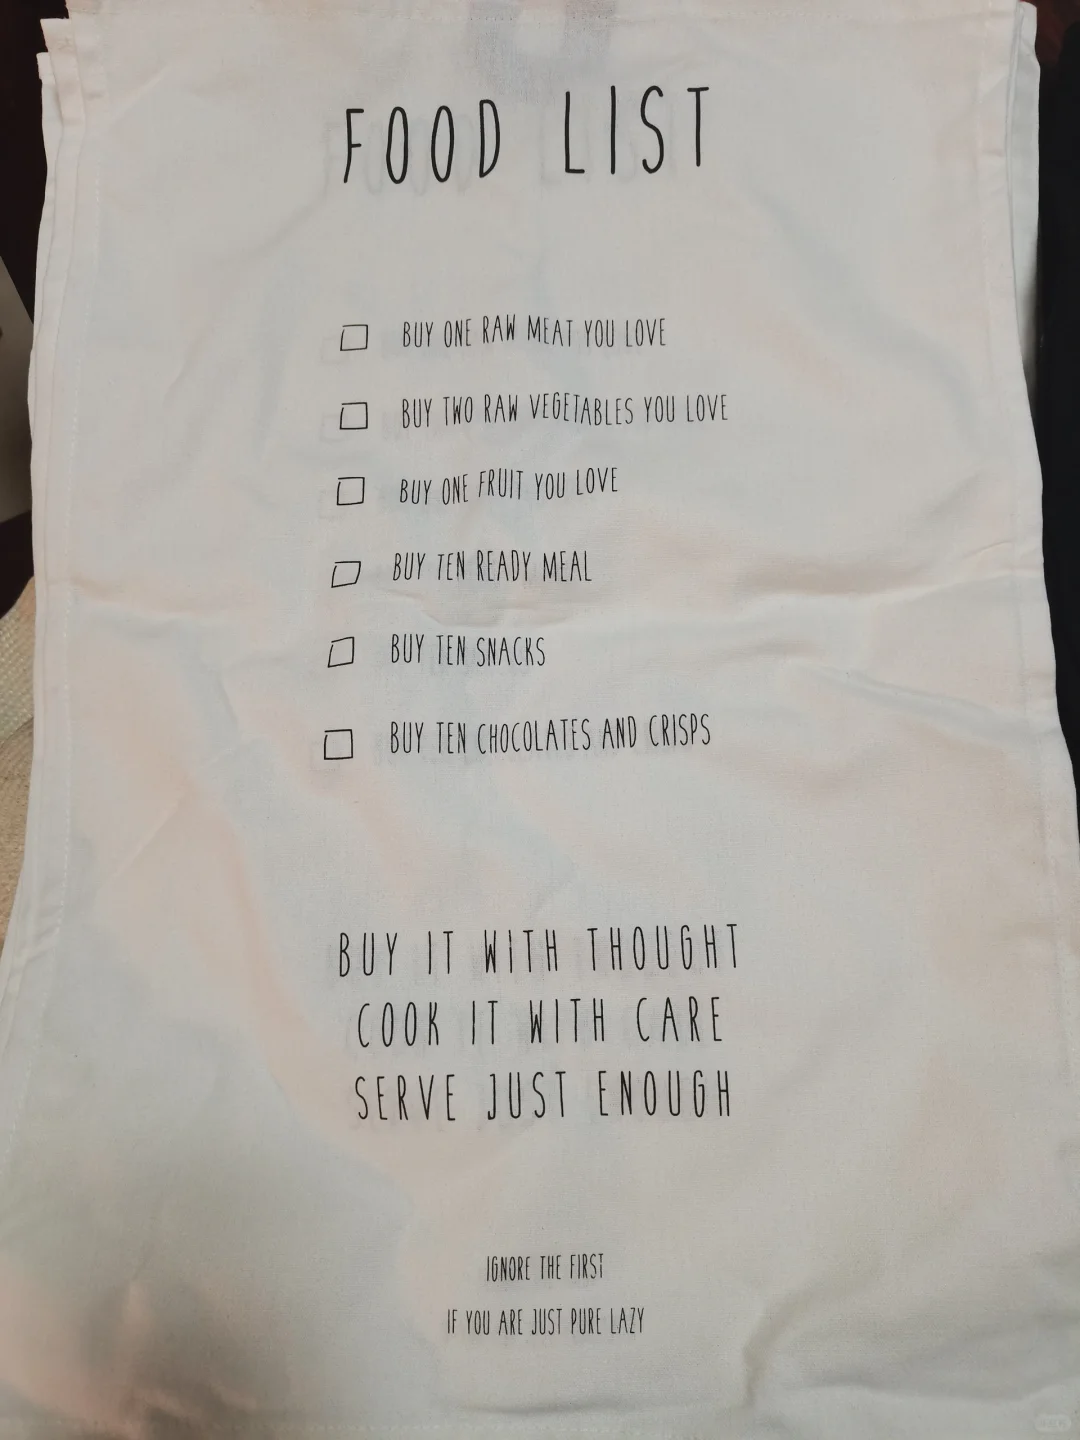 FOOD LIST
BUY ONE RAW MEAT YOU LOVE
BUY TWO RAW VEGETABLES YOU LOVE
BUY ONE FRUIT YOU LOVE
BUY TEN READY MEAL
BUY TEN SNACKS
BUY TEN CHOCOLATES AND CRISPS
BUY IT WITH THOUGHT
COOK IT WITH CARE
SERVE JUST ENOUGH
IGNORE THE FIRST
IF YOU ARE JUST PURE LAZY